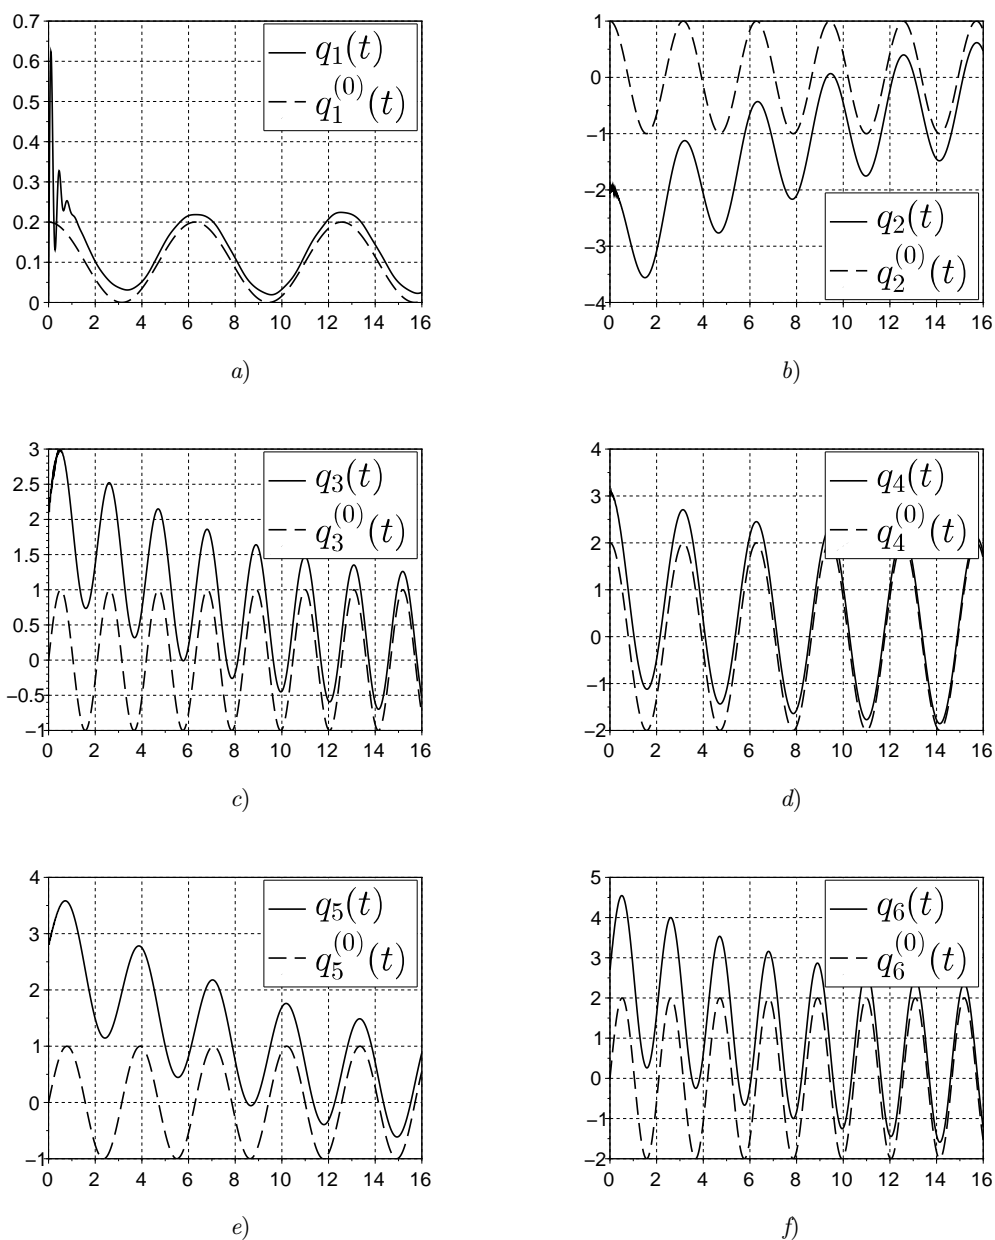 0.7
0.6
0.5
0.4
0.3
0.2
0.1
0
q₁(t)
q₁⁽⁰⁾(t)
0 2 4 6 8 10 12 14 16
a)
1
0
−1
−2
−3
−4
q₂(t)
q₂⁽⁰⁾(t)
0 2 4 6 8 10 12 14 16
b)
3
2.5
2
1.5
1
0.5
0
−0.5
−1
q₃(t)
q₃⁽⁰⁾(t)
0 2 4 6 8 10 12 14 16
c)
4
3
2
1
0
−1
−2
q₄(t)
q₄⁽⁰⁾(t)
0 2 4 6 8 10 12 14 16
d)
4
3
2
1
0
−1
q₅(t)
q₅⁽⁰⁾(t)
0 2 4 6 8 10 12 14 16
e)
5
4
3
2
1
0
−1
−2
q₆(t)
q₆⁽⁰⁾(t)
0 2 4 6 8 10 12 14 16
f)